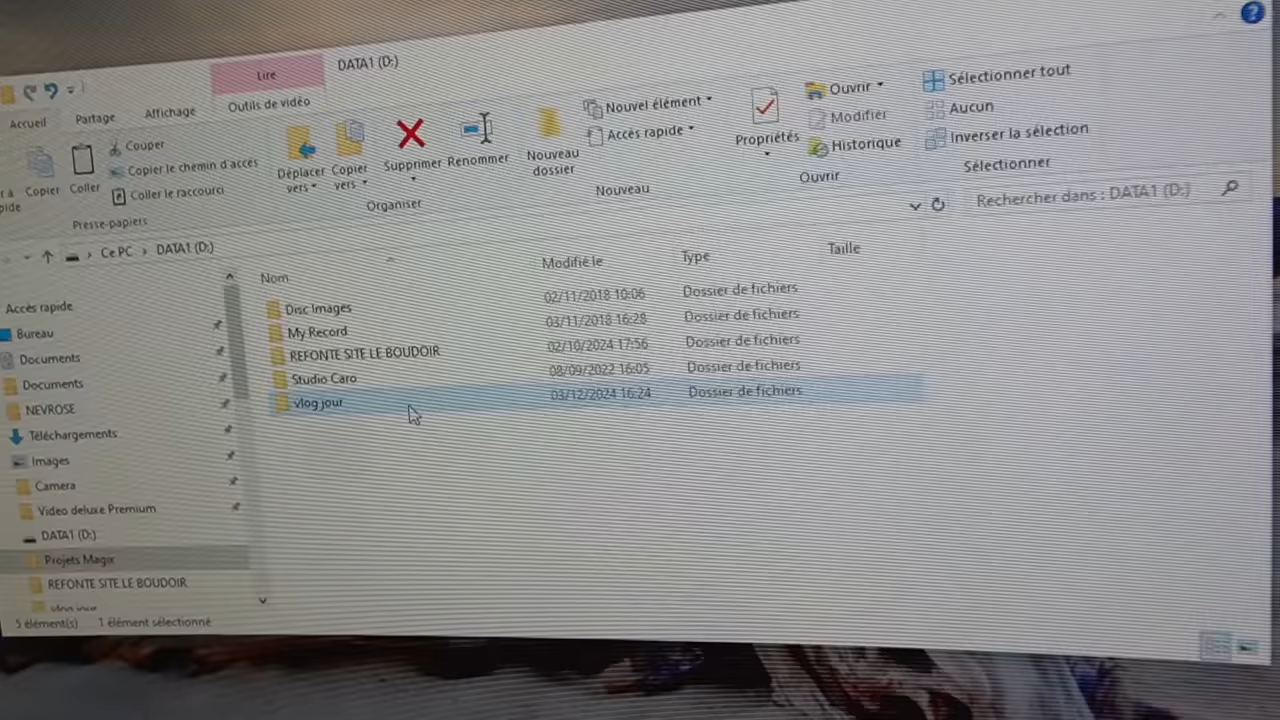 Lire
DATA1 (D:)
Accueil
Partage
Affichage
Outils de vidéo
Copier
Coller
Couper
Copier le chemin d'accès
Coller le raccourci
Presse-papiers
Déplacer vers
Copier vers
Supprimer
Renommer
Organiser
Nouveau dossier
Nouvel élément
Accès rapide
Nouveau
Propriétés
Ouvrir
Modifier
Historique
Ouvrir
Sélectionner tout
Aucun
Inverser la sélection
Sélectionner
Ce PC > DATA1 (D:)
Rechercher dans : DATA1 (D:)
Nom Modifié le Type Taille
Disc Images 02/11/2018 10:06 Dossier de fichiers
My Record 03/11/2018 16:28 Dossier de fichiers
REFONTE SITE LE BOUDOIR 02/10/2024 17:56 Dossier de fichiers
Studio Caro 08/09/2022 16:05 Dossier de fichiers
vlog jour 03/12/2024 16:24 Dossier de fichiers
Accès rapide
Bureau
Documents
Documents
NEVROSE
Téléchargements
Images
Camera
Video deluxe Premium
DATA1 (D:)
Projets Magix
REFONTE SITE LE BOUDOIR
vlog jour
5 élément(s) 1 élément sélectionné